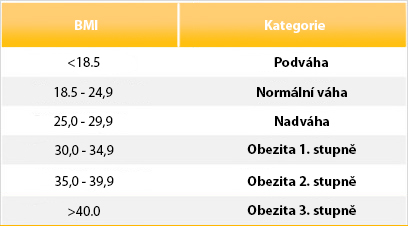 BMI Kategorie
<18.5 Podváha
18.5 - 24,9 Normální váha
25,0 - 29,9 Nadváha
30,0 - 34,9 Obezita 1. stupně
35,0 - 39,9 Obezita 2. stupně
>40.0 Obezita 3. stupně